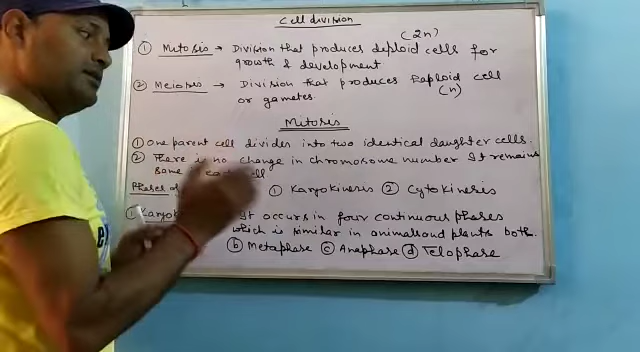 Cell division
(2n)
① Mitosis → Division that produces deploid cells for
growth & development
② Meiosis → Division that produces Haploid cell
or gametes. (n)
Mitosis
① One parent cell divides into two identical daughter cells.
② There is no change in chromosome number It remains
same
Phases ① Karyokinesis ② Cytokinesis
① It occurs in four continuous phases
which is similar in animal and plants both.
ⓑ Metaphase ⓒ Anaphase ⓓ Telophase